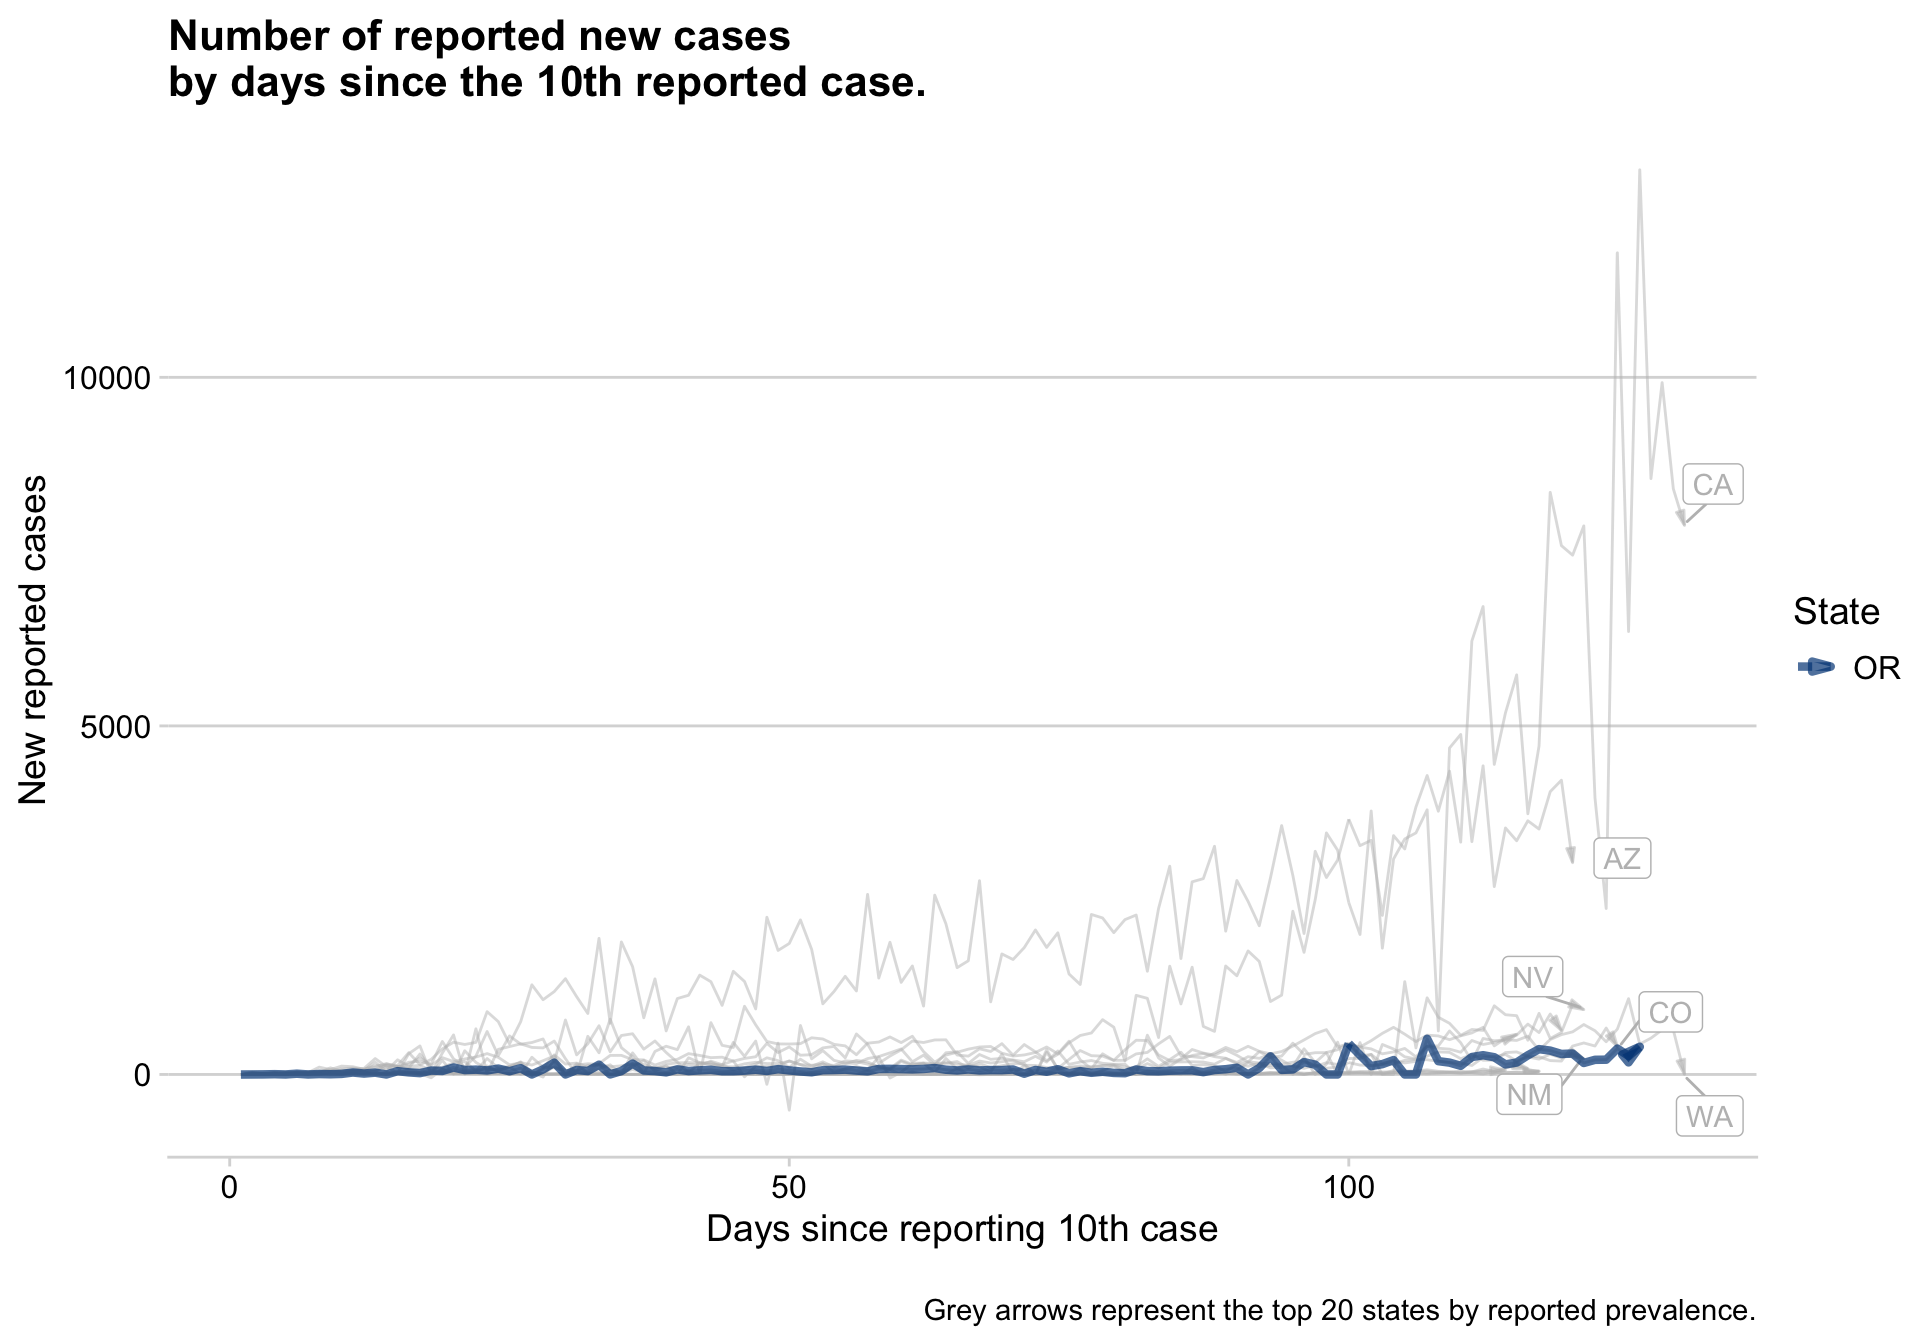 Number of reported new cases
by days since the 10th reported case.
New reported cases
10000
5000
0
CA
AZ
NV
CO
NM
WA
State
OR
0
50
100
Days since reporting 10th case
Grey arrows represent the top 20 states by reported prevalence.